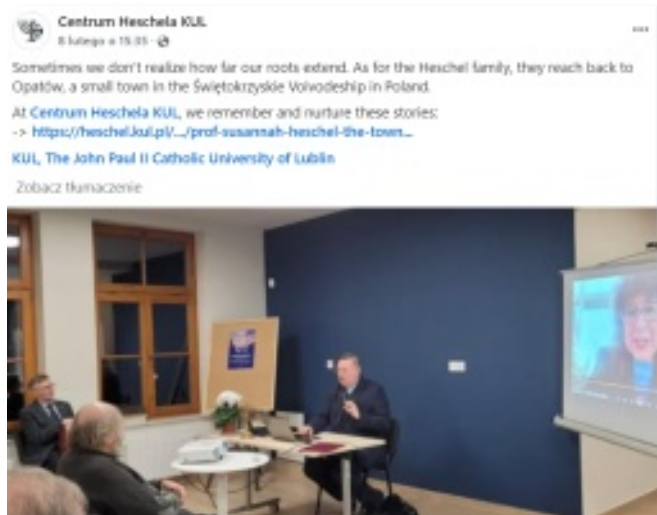 Centrum Heschela KUL
8 lutego o 15:35 ·
Sometimes we don't realize how far our roots extend. As for the Heschel family, they reach back to
Opatów, a small town in the Świętokrzyskie Voivodeship in Poland.
At Centrum Heschela KUL, we remember and nurture these stories:
-> https://heschel.kul.pl/.../prof-susannah-heschel-the-town...
KUL, The John Paul II Catholic University of Lublin
Zobacz tłumaczenie